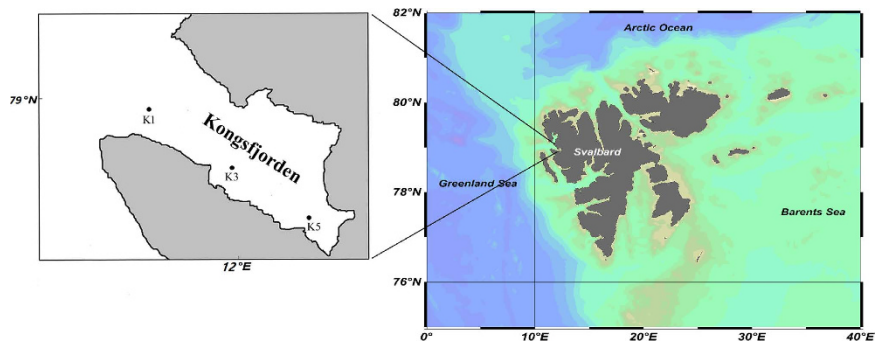 79°N
K1
Kongsfjorden
K3
K5
12°E
82°N
80°N
78°N
76°N
Arctic Ocean
Svalbard
Greenland Sea
Barents Sea
0°
10°E
20°E
30°E
40°E